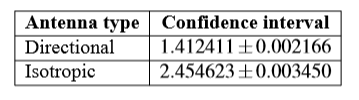 Antenna type Confidence interval
Directional 1.412411±0.002166
Isotropic 2.454623±0.003450